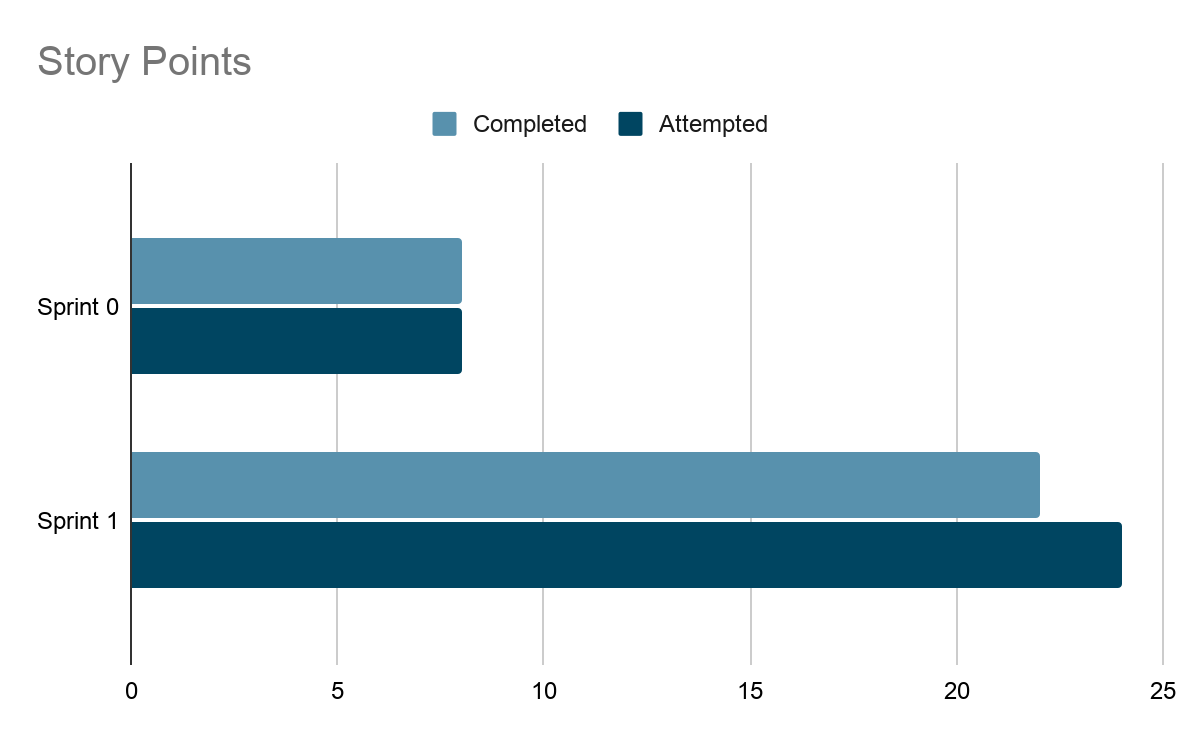 Story Points
Completed Attempted
Sprint 0
Sprint 1
0 5 10 15 20 25